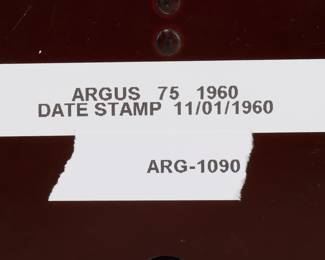 ARGUS 75 1960
DATE STAMP 11/01/1960
ARG-1090